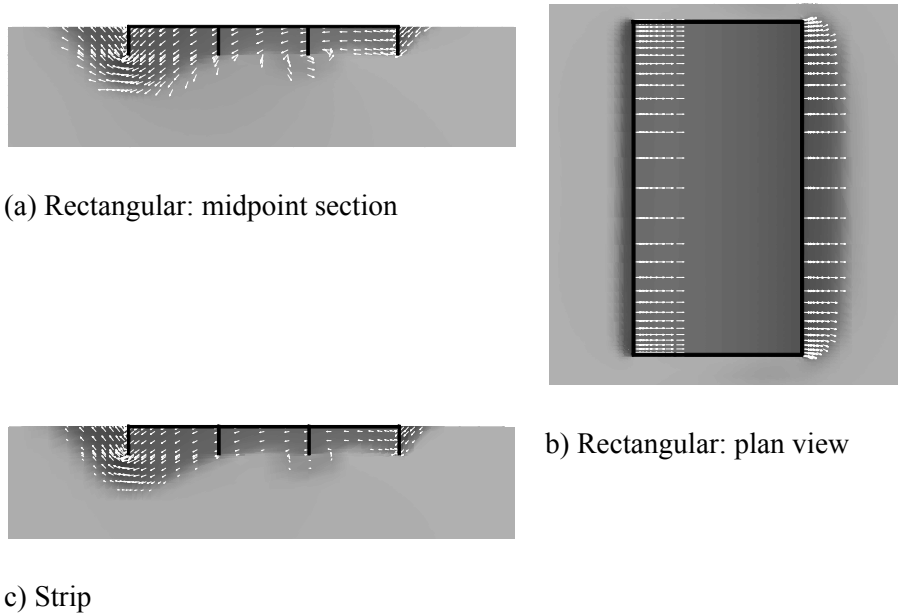 (a) Rectangular: midpoint section
b) Rectangular: plan view
c) Strip